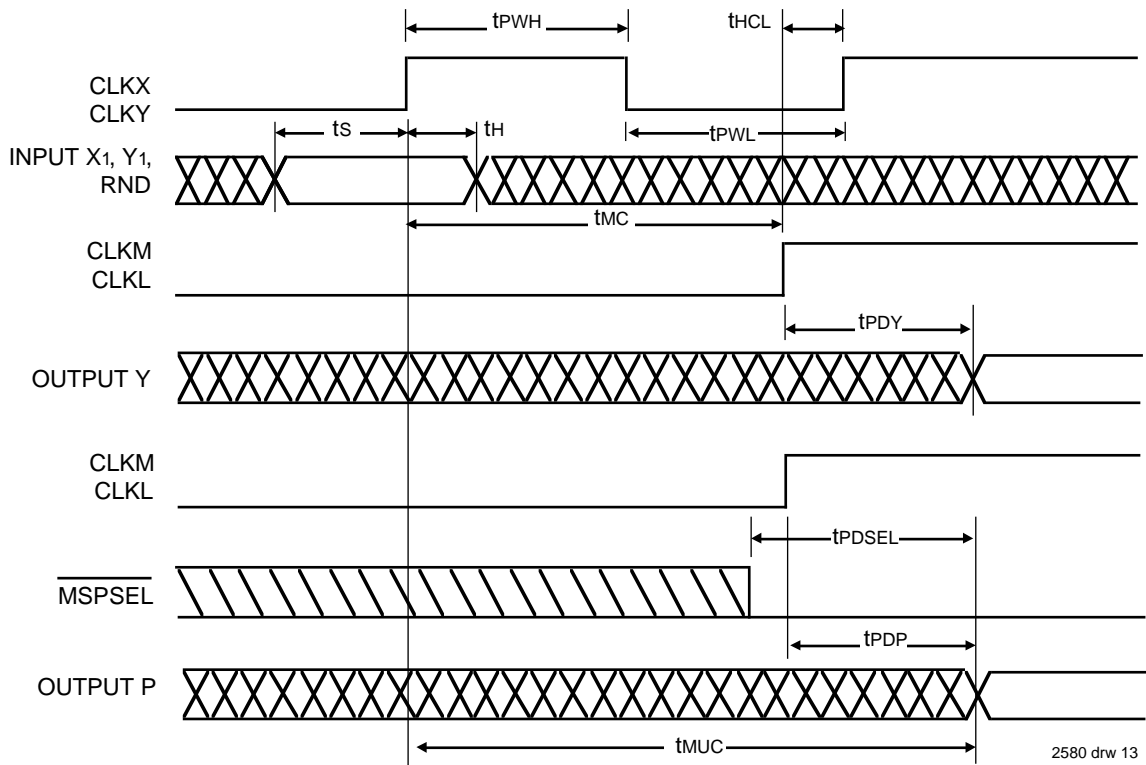 tPWH
tHCL
CLKX
CLKY
tS
tH
tPWL
INPUT X1, Y1,
RND
tMC
CLKM
CLKL
tPDY
OUTPUT Y
CLKM
CLKL
tPDSEL
MSPSEL
tPDP
OUTPUT P
tMUC
2580 drw 13